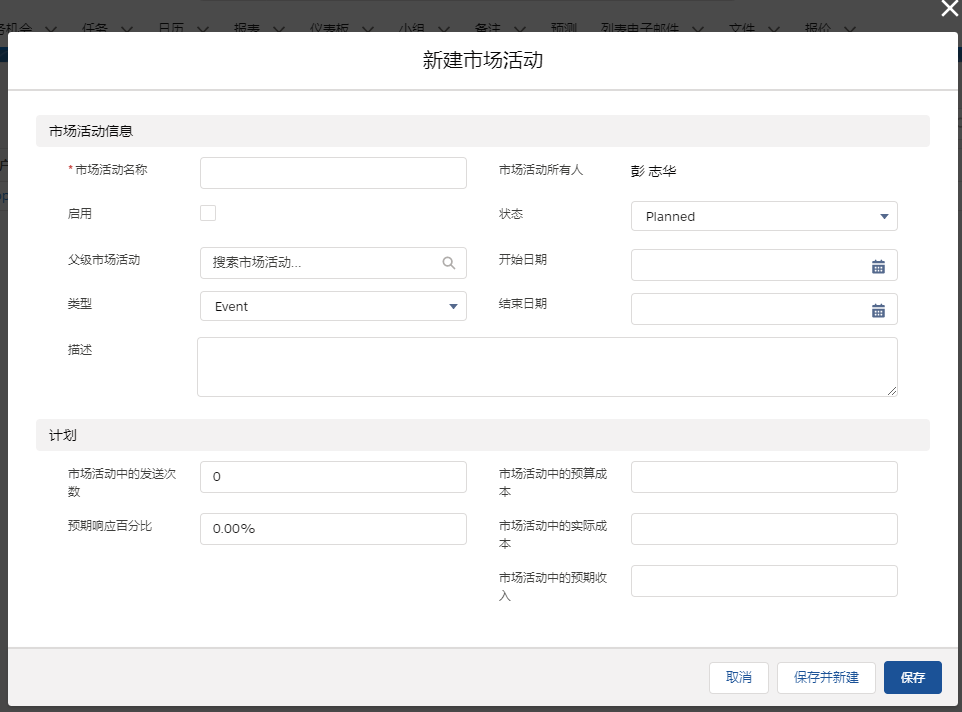 任务 日历 报表 仪表板 小组 备注 预测 列表电子邮件 文件 报价
新建市场活动
市场活动信息
*市场活动名称
市场活动所有人 彭 志华
启用
状态 Planned
父级市场活动 搜索市场活动...
开始日期
类型 Event
结束日期
描述
计划
市场活动中的发送次
数
0
市场活动中的预算成
本
预期响应百分比 0.00%
市场活动中的实际成
本
市场活动中的预期收
入
取消 保存并新建 保存